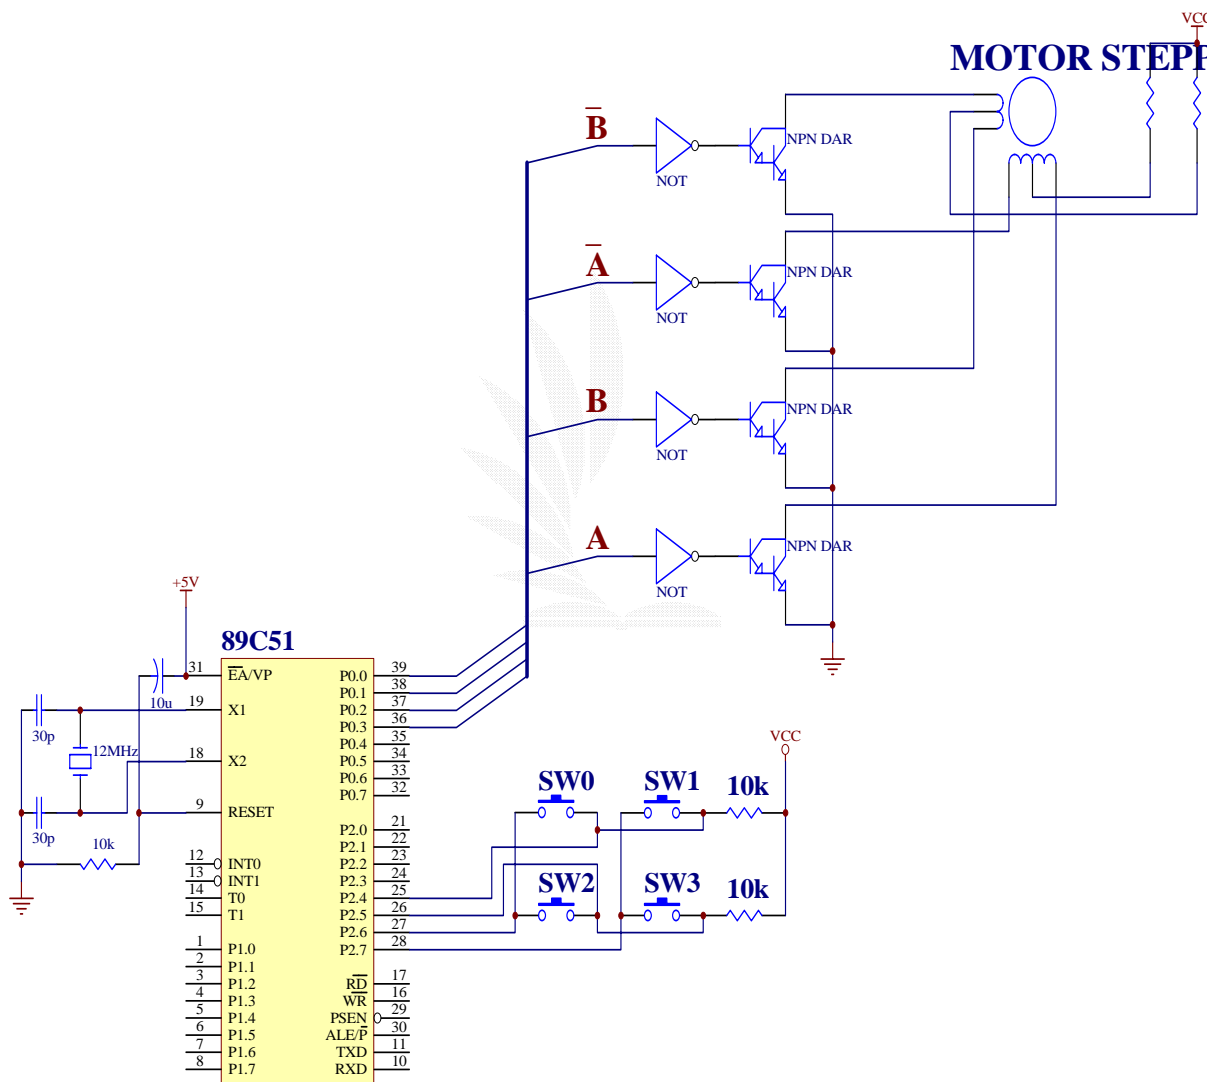 VCC
MOTOR STEPP
B
NPN DAR
NOT
A
NPN DAR
NOT
B
NPN DAR
NOT
A
NPN DAR
NOT
+5V
89C51
31
EA/VP
10u
19
X1
30p
12MHz
18
X2
9
RESET
30p
10k
12
INT0
13
INT1
14
T0
15
T1
1
P1.0
2
P1.1
3
P1.2
4
P1.3
5
P1.4
6
P1.5
7
P1.6
8
P1.7
P0.0
39
P0.1
38
P0.2
37
P0.3
36
P0.4
35
P0.5
34
P0.6
33
P0.7
32
P2.0
21
P2.1
22
P2.2
23
P2.3
24
P2.4
25
P2.5
26
P2.6
27
P2.7
28
RD
17
WR
16
PSEN
29
ALE/P
30
TXD
11
RXD
10
VCC
SW0
SW1
10k
SW2
SW3
10k